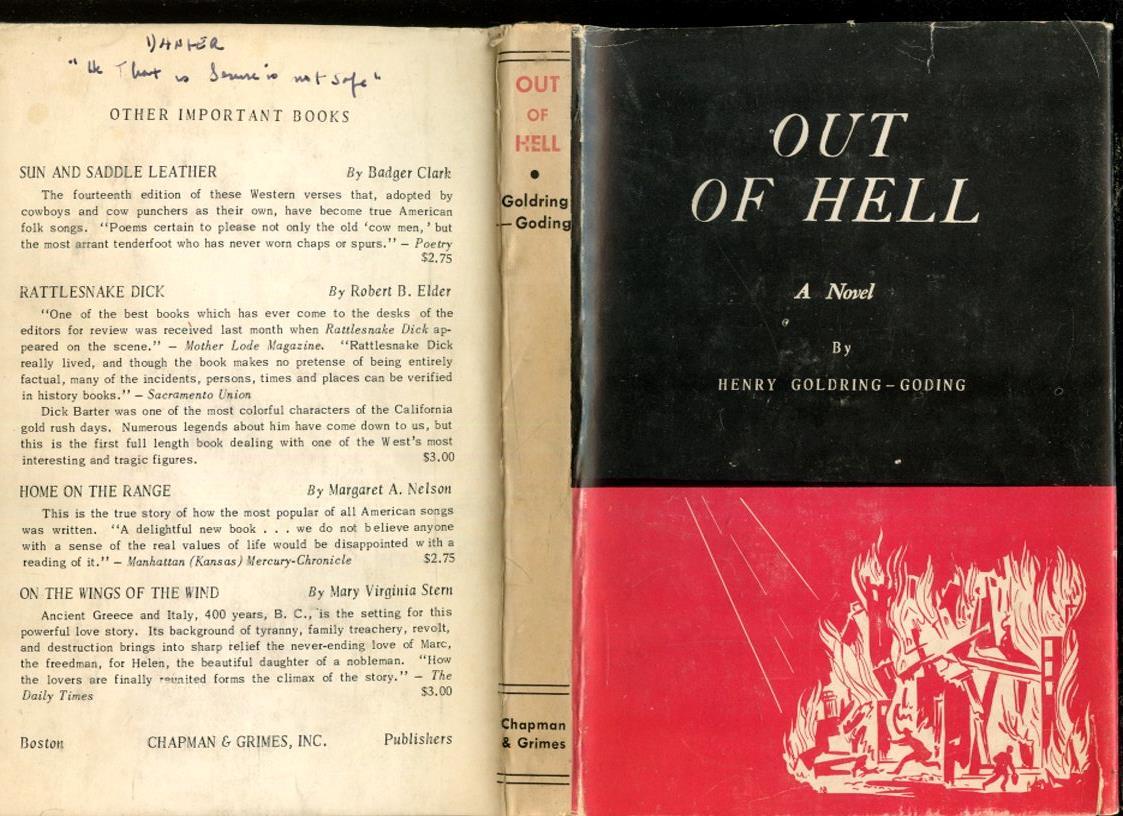 DANTER
"He That is Secure is not safe"
OTHER IMPORTANT BOOKS
SUN AND SADDLE LEATHER By Badger Clark
The fourteenth edition of these Western verses that, adopted by
cowboys and cow punchers as their own, have become true American
folk songs. "Poems certain to please not only the old 'cow men,' but
the most arrant tenderfoot who has never worn chaps or spurs." – Poetry
$2.75
RATTLESNAKE DICK By Robert B. Elder
"One of the best books which has ever come to the desks of the
editors for review was received last month when Rattlesnake Dick ap-
peared on the scene." – Mother Lode Magazine. "Rattlesnake Dick
really lived, and though the book makes no pretense of being entirely
factual, many of the incidents, persons, times and places can be verified
in history books." – Sacramento Union
Dick Barter was one of the most colorful characters of the California
gold rush days. Numerous legends about him have come down to us, but
this is the first full length book dealing with one of the West's most
interesting and tragic figures. $3.00
HOME ON THE RANGE By Margaret A. Nelson
This is the true story of how the most popular of all American songs
was written. "A delightful new book . . . we do not believe anyone
with a sense of the real values of life would be disappointed with a
reading of it." – Manhattan (Kansas) Mercury-Chronicle $2.75
ON THE WINGS OF THE WIND By Mary Virginia Stern
Ancient Greece and Italy, 400 years, B. C., is the setting for this
powerful love story. Its background of tyranny, family treachery, revolt,
and destruction brings into sharp relief the never-ending love of Marc,
the freedman, for Helen, the beautiful daughter of a nobleman. "How
the lovers are finally reunited forms the climax of the story." – The
Daily Times $3.00
Boston CHAPMAN & GRIMES, INC. Publishers
OUT
OF
HELL
Goldring
–Goding
Chapman
& Grimes
OUT
OF HELL
A Novel
By
HENRY GOLDRING–GODING